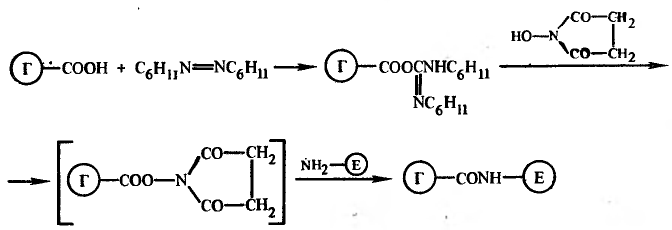 CO CH₂
HO N
CO CH₂
Г COOH + C₆H₁₁N=NC₆H₁₁ Г COOCNHC₆H₁₁
NC₆H₁₁
CO CH₂
Г COO N NH₂ E Г CONH E
CO CH₂